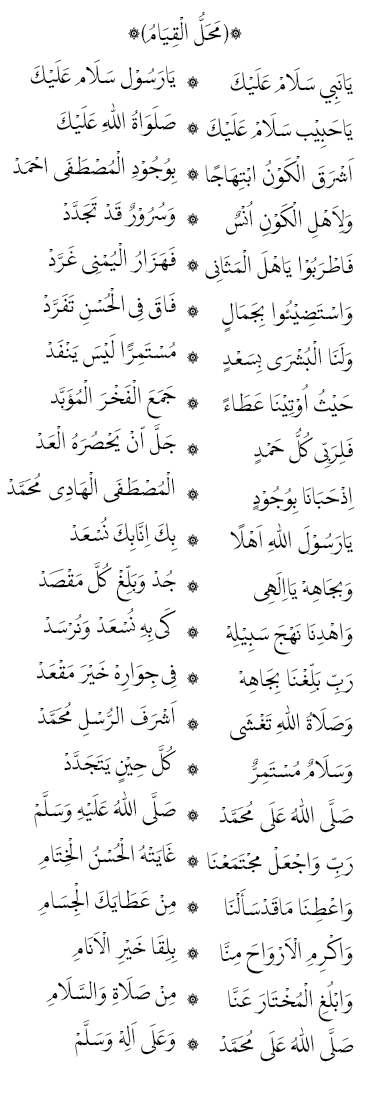 ﴿مَحَلُّ الْقِيَامْ﴾
يَانَبِي سَلَامْ عَلَيْكَ ۞ يَارَسُوْل سَلَام عَلَيْكَ
يَاحَبِيْب سَلَامْ عَلَيْكَ ۞ صَلَوَاةُ اللهِ عَلَيْكَ
اَشْرَقَ الْكَوْنُ ابْتِهَاجًا ۞ بِوُجُوْدِ الْمُصْطَفَى احْمَدْ
وَلِاَهْلِ الْكَوْنِ اُنْسٌ ۞ وَسُرُوْرٌ قَدْ تَجَدَّدْ
فَاطْرَبُوْا يَاهْلَ الْمَثَانِى ۞ فَهَزَارُ الْيُمْنِى غَرَّدْ
وَاسْتَضِيْئُوا بِجَمَالٍ ۞ فَاقَ فِى الْحُسْنِ تَفَرَّدْ
وَلَنَا الْبُشْرَى بِسَعْدٍ ۞ مُسْتَمِرًا لَيْسَ يَنْفَدْ
حَيْثُ اُوْتِيْنَا عَطَاءً ۞ جَمَعَ الْفَخْرَ الْمُؤَبَّد
فَلِرَبِّى كُلُّ حَمْدٍ ۞ جَلَّ اَنْ يَحْصُرَهُ الْعَدْ
اِذْحَبَانَا بِوُجُودٍ ۞ الْمُصْطَفَى الْهَادِى مُحَمَّدْ
يَارَسُوْلَ اللهِ اَهْلًا ۞ بِكَ اِنَّابِكَ نُسْعَدْ
وَبِجَاهِهْ يَااِلَهِى ۞ جُدْ وَبَلِّغْ كُلَّ مَقْصَدْ
وَاهْدِنَا نَهْجَ سَبِيْلِهْ ۞ كَى بِهِ نُسْعَدْ وَنُرْسَدْ
رَبِّ بَلِّغْنَا بِجَاهِهْ ۞ فِى جِوَارِهْ خَيْرَ مَقْعَدْ
وَصَلَاةُ اللهِ تَغْشَى ۞ اَشْرَفَ الرُّسْلِ مُحَمَّدْ
وَسَلَامٌ مُسْتَمِرٌّ ۞ كُلَّ حِيْنٍ يَتَجَدَّدْ
صَلَّى اللهُ عَلَى مُحَمَّدْ ۞ صَلَّى اللهُ عَلَيْهِ وَسَلَّمْ
رَبِّ وَاجْعَلْ مُجْتَمَعْنَا ۞ غَايَتْهُ الْحُسْنُ الْخِتَامِ
وَاعْطِنَا مَاقَدْسَأَلْنَا ۞ مِنْ عَطَايَكَ الْجِسَامِ
وَاكْرِمِ الْاَرْوَاحَ مِنَّا ۞ بِلِقَا خَيْرِ الْاَنَامِ
وَابْلُغِ الْمُخْتَارَ عَنَّا ۞ مِنْ صَلَاةِ وَالسَّلَامِ
صَلَّى اللهُ عَلَى مُحَمَّدْ ۞ وَعَلَى اَلِهْ وَسَلَّمْ